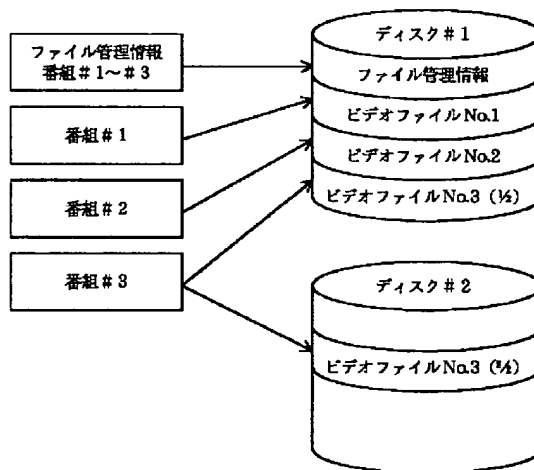 ファイル管理情報
番組#1〜#3
番組#1
番組#2
番組#3
ディスク#1
ファイル管理情報
ビデオファイルNo.1
ビデオファイルNo.2
ビデオファイルNo.3 (½)
ディスク#2
ビデオファイルNo.3 (2/2)